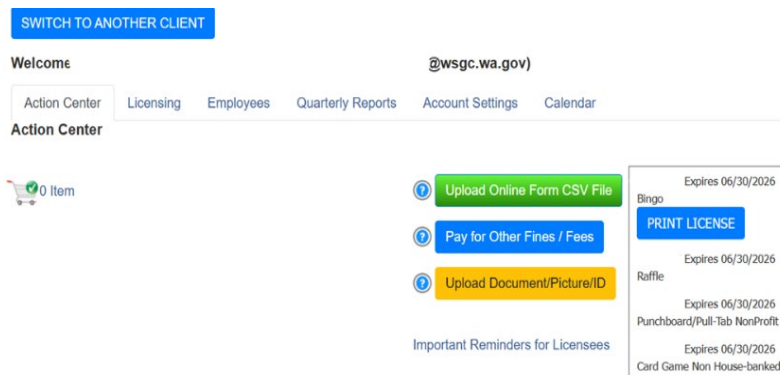 SWITCH TO ANOTHER CLIENT
Welcome @wsgc.wa.gov)
Action Center Licensing Employees Quarterly Reports Account Settings Calendar
Action Center
0 Item
? Upload Online Form CSV File
? Pay for Other Fines / Fees
? Upload Document/Picture/ID
Important Reminders for Licensees
Expires 06/30/2026
Bingo
PRINT LICENSE
Expires 06/30/2026
Raffle
Expires 06/30/2026
Punchboard/Pull-Tab NonProfit
Expires 06/30/2026
Card Game Non House-banked